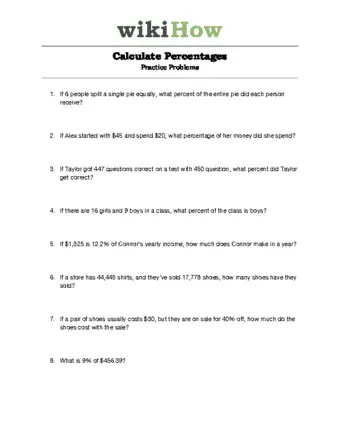 wikiHow
Calculate Percentages
Practice Problems
1. If 6 people split a single pie equally, what percent of the entire pie did each person
receive?
2. If Alex started with $45 and spend $20, what percentage of her money did she spend?
3. If Taylor got 447 questions correct on a test with 450 question, what percent did Taylor
get correct?
4. If there are 16 girls and 9 boys in a class, what percent of the class is boys?
5. If $1,325 is 12.2% of Connor's yearly income, how much does Connor make in a year?
6. If a store has 44,445 shirts, and they've sold 17,778 shoes, how many shoes have they
sold?
7. If a pair of shoes usually costs $30, but they are on sale for 40% off, how much do the
shoes cost with the sale?
8. What is 9% of $456.39?